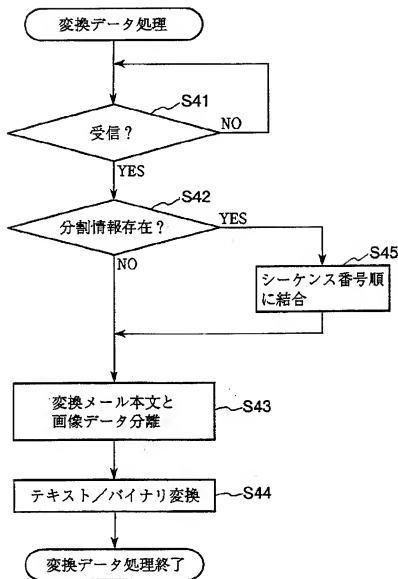 変換データ処理
S41
受信？
NO
YES
S42
分割情報存在？
YES
NO
S45
シーケンス番号順
に結合
変換メール本文と
画像データ分離
S43
テキスト／バイナリ変換
S44
変換データ処理終了